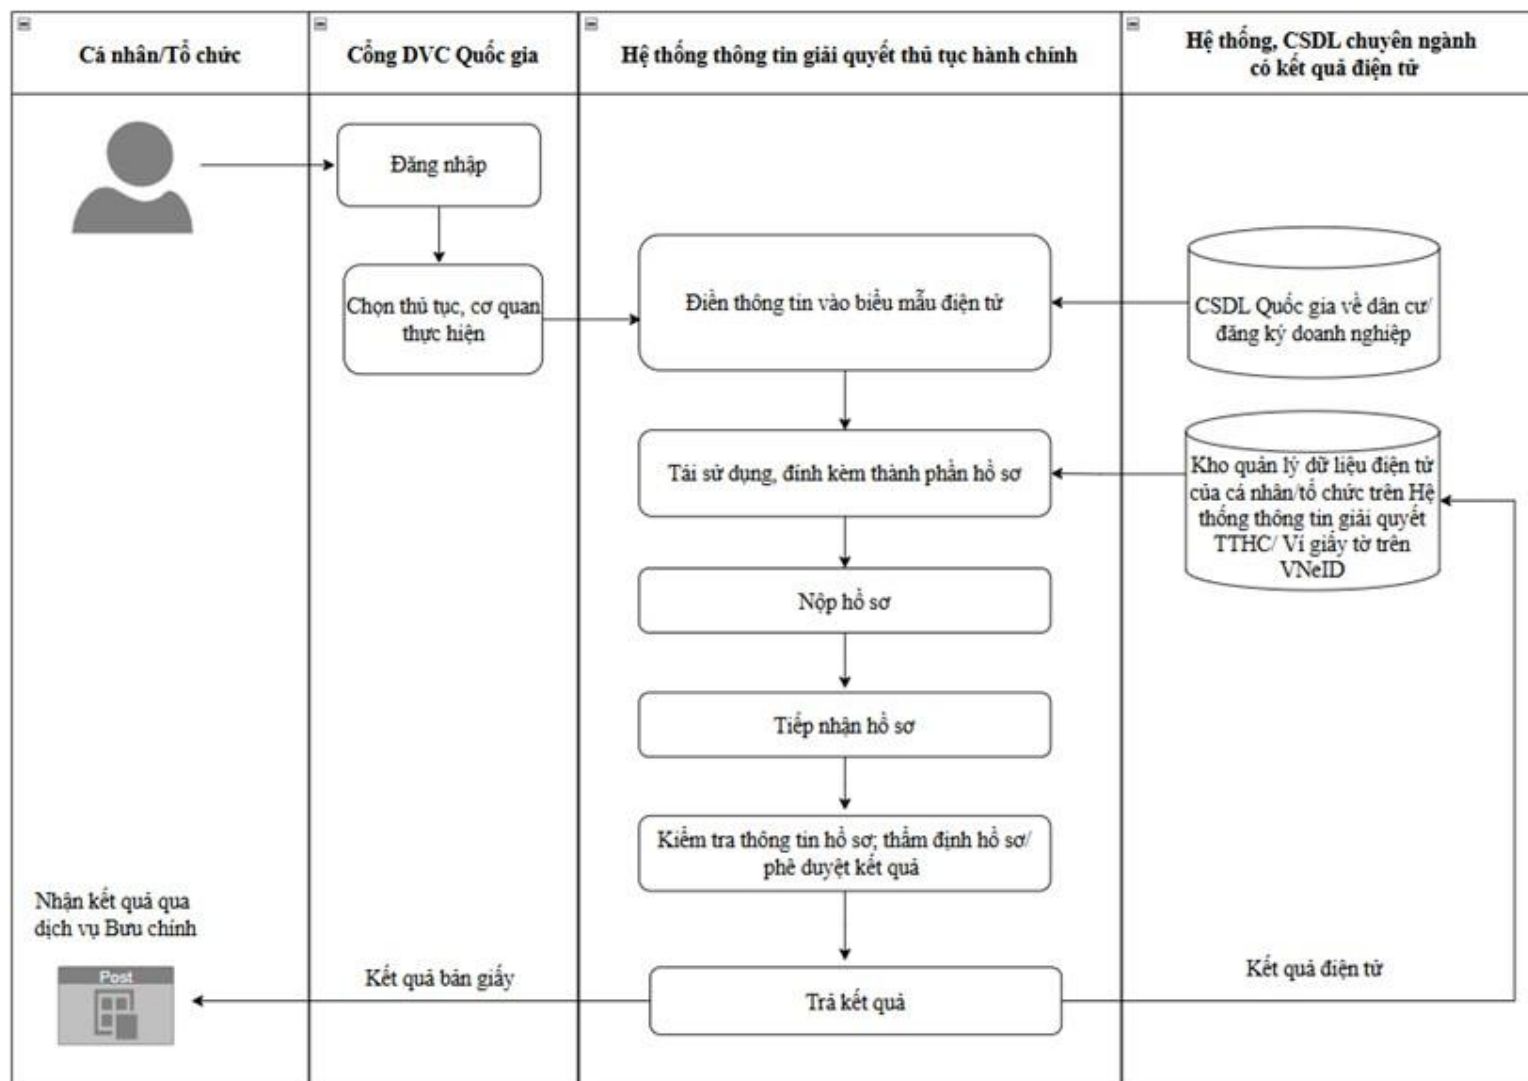 Cá nhân/Tổ chức
Cổng DVC Quốc gia
Hệ thống thông tin giải quyết thủ tục hành chính
Hệ thống, CSDL chuyên ngành
có kết quả điện tử
Đăng nhập
Chọn thủ tục, cơ quan
thực hiện
Điền thông tin vào biểu mẫu điện tử
CSDL Quốc gia về dân cư/
đăng ký doanh nghiệp
Tái sử dụng, đính kèm thành phần hồ sơ
Kho quản lý dữ liệu điện tử
của cá nhân/tổ chức trên Hệ
thống thông tin giải quyết
TTHC/ Ví giấy tờ trên
VNeID
Nộp hồ sơ
Tiếp nhận hồ sơ
Kiểm tra thông tin hồ sơ; thẩm định hồ sơ/
phê duyệt kết quả
Nhận kết quả qua
dịch vụ Bưu chính
Post
Kết quả bản giấy
Trả kết quả
Kết quả điện tử